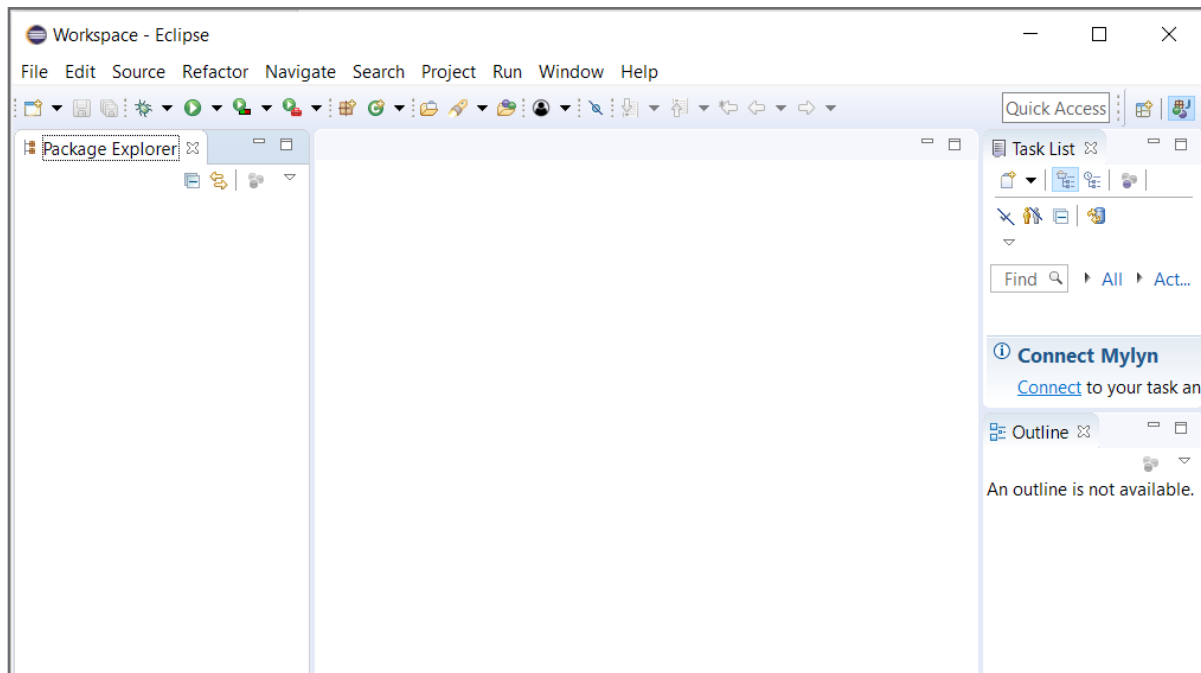 Workspace - Eclipse
File Edit Source Refactor Navigate Search Project Run Window Help
Quick Access
Package Explorer
Task List
Find All Act...
Connect Mylyn
Connect to your task an
Outline
An outline is not available.